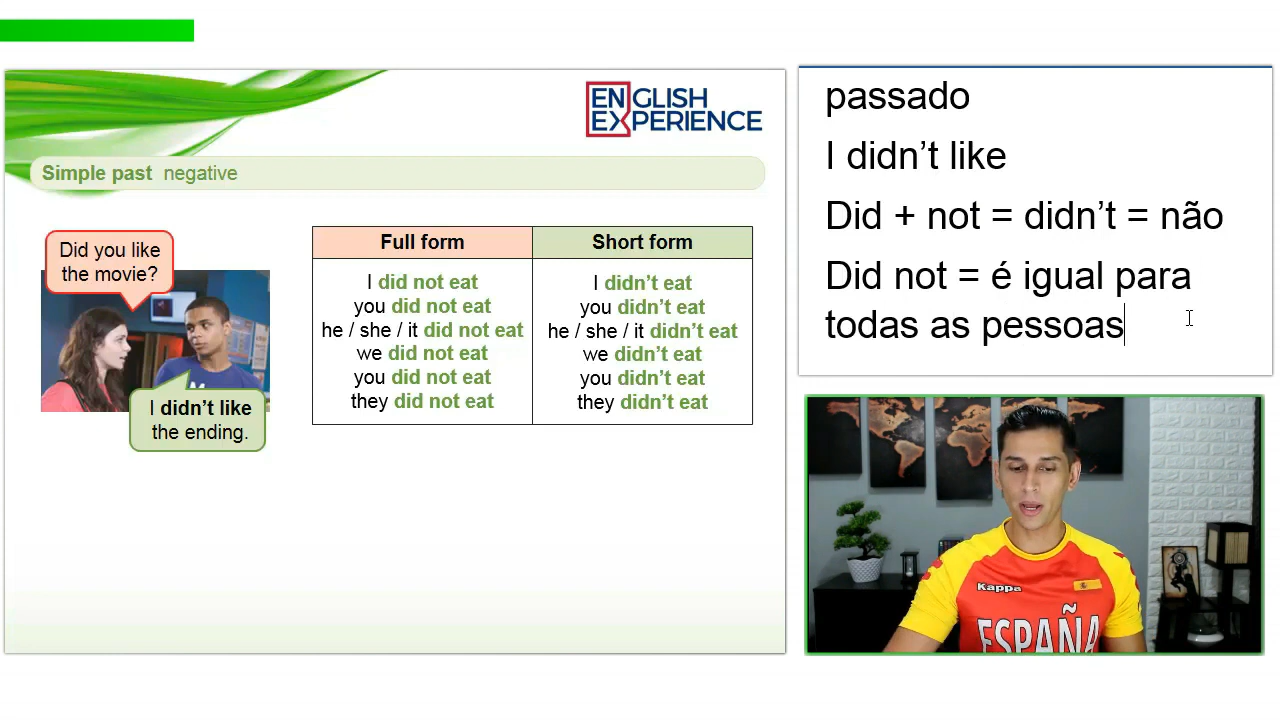 ENGLISH
EXPERIENCE
Simple past negative
Did you like
the movie?
I didn't like
the ending.
Full form
I did not eat
you did not eat
he / she / it did not eat
we did not eat
you did not eat
they did not eat
Short form
I didn't eat
you didn't eat
he / she / it didn't eat
we didn't eat
you didn't eat
they didn't eat
passado
I didn't like
Did + not = didn't = não
Did not = é igual para
todas as pessoas
Kappa
ESPAÑA